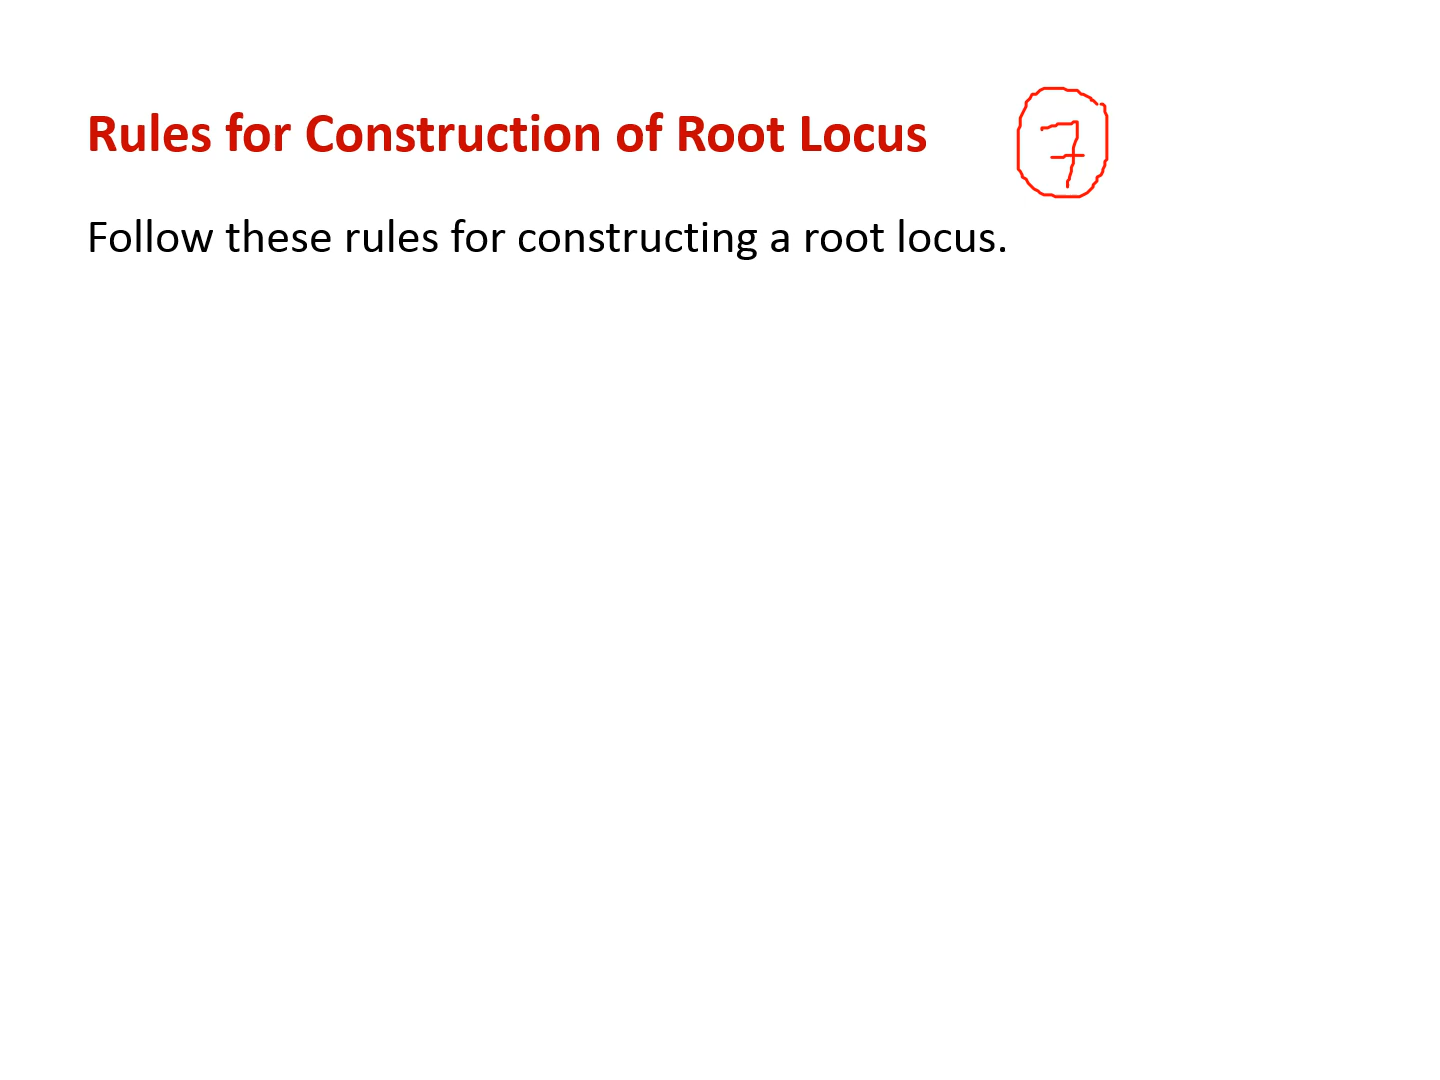 Rules for Construction of Root Locus 7
Follow these rules for constructing a root locus.